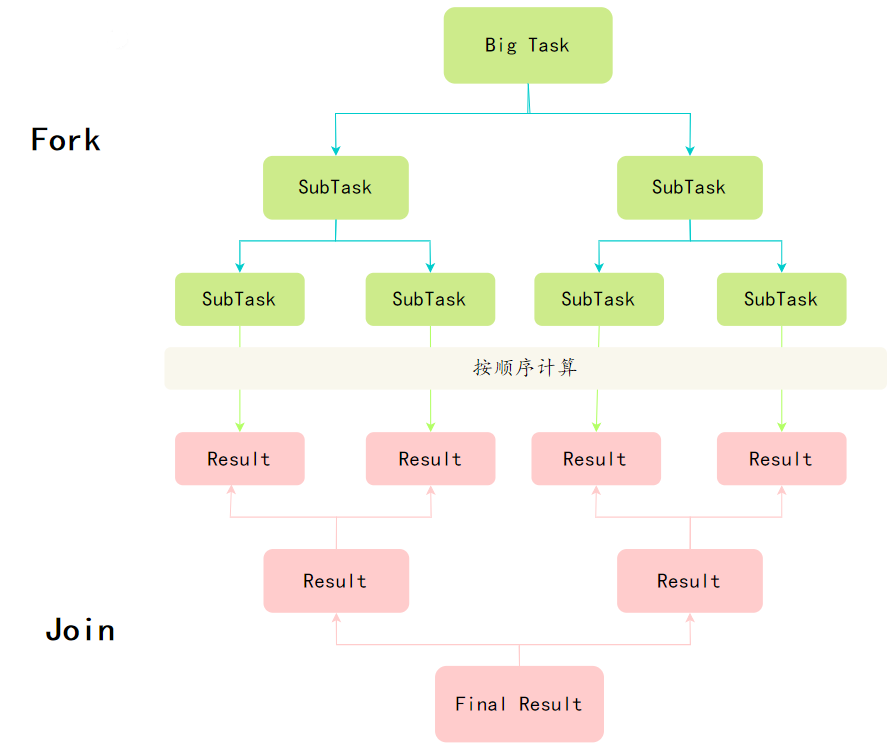 Big Task
Fork
SubTask
SubTask
SubTask
SubTask
SubTask
SubTask
按顺序计算
Result
Result
Result
Result
Result
Result
Join
Final Result